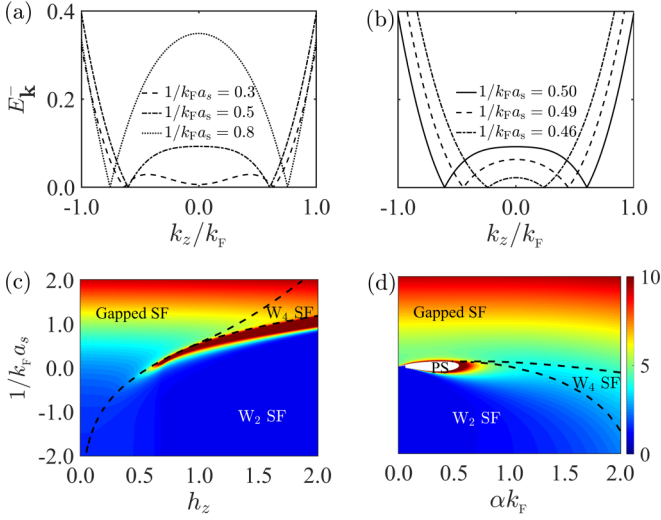 (a)
0.4
0.2
0.0
E⁻𝐤
1/k_F a_s = 0.3
1/k_F a_s = 0.5
1/k_F a_s = 0.8
-1.0 0.0 1.0
k_z/k_F
(b)
1/k_F a_s = 0.50
1/k_F a_s = 0.49
1/k_F a_s = 0.46
-1.0 0.0 1.0
k_z/k_F
(c)
2.0
1.0
0.0
-1.0
-2.0
1/k_F a_s
Gapped SF
W₄ SF
W₂ SF
0.0 0.5 1.0 1.5 2.0
h_z
(d)
Gapped SF
PS
W₄ SF
W₂ SF
0.0 0.5 1.0 1.5 2.0
αk_F
10
5
0